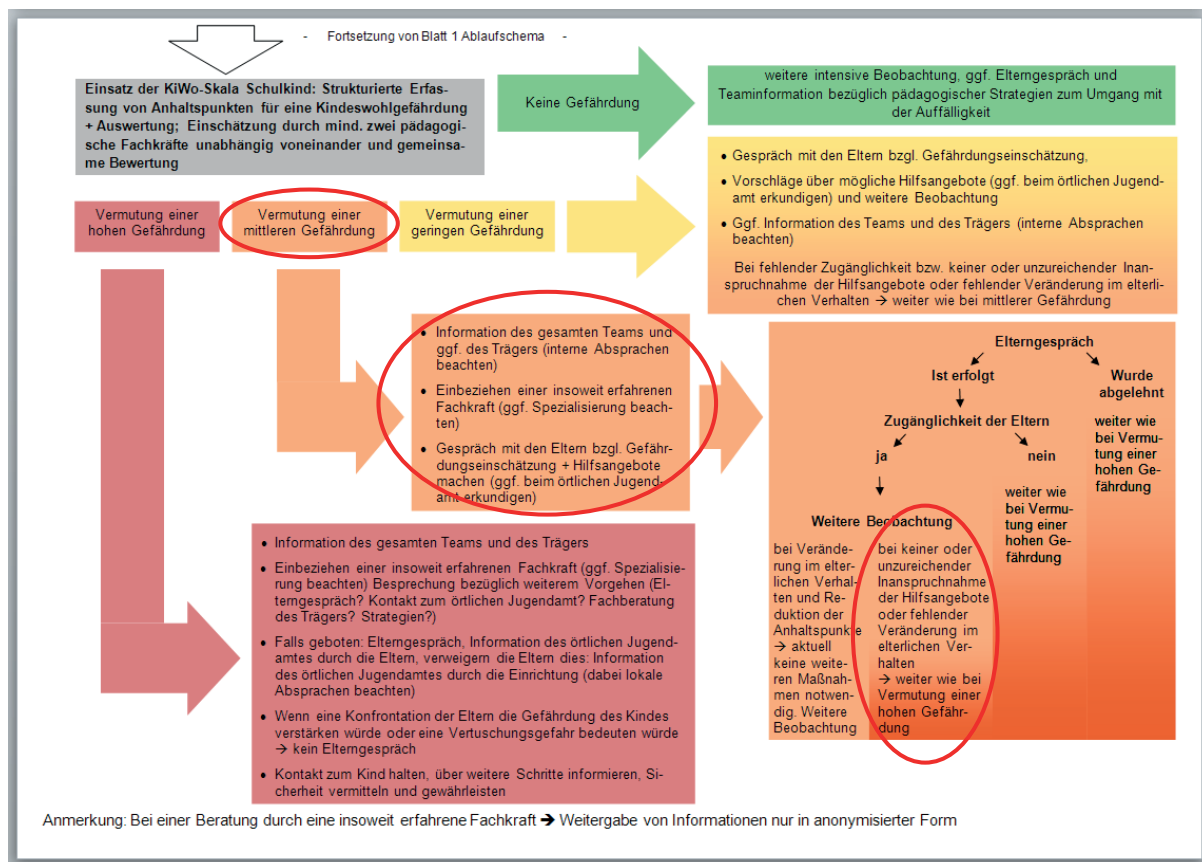 - Fortsetzung von Blatt 1 Ablaufschema -
Einsatz der KiWo-Skala Schulkind: Strukturierte Erfas-
sung von Anhaltspunkten für eine Kindeswohlgefährdung
+ Auswertung; Einschätzung durch mind. zwei pädagogi-
sche Fachkräfte unabhängig voneinander und gemeinsa-
me Bewertung
Keine Gefährdung
weitere intensive Beobachtung, ggf. Elterngespräch und
Teaminformation bezüglich pädagogischer Strategien zum Umgang mit
der Auffälligkeit
Vermutung einer
hohen Gefährdung
Vermutung einer
mittleren Gefährdung
Vermutung einer
geringen Gefährdung
• Gespräch mit den Eltern bzgl. Gefährdungseinschätzung,
• Vorschläge über mögliche Hilfsangebote (ggf. beim örtlichen Jugend-
amt erkundigen) und weitere Beobachtung
• Ggf. Information des Teams und des Trägers (interne Absprachen
beachten)
Bei fehlender Zugänglichkeit bzw. keiner oder unzureichender Inan-
spruchnahme der Hilfsangebote oder fehlender Veränderung im elter-
lichen Verhalten → weiter wie bei mittlerer Gefährdung
• Information des gesamten Teams und
ggf. des Trägers (interne Absprachen
beachten)
• Einbeziehen einer insoweit erfahrenen
Fachkraft (ggf. Spezialisierung beach-
ten)
• Gespräch mit den Eltern bzgl. Gefähr-
dungseinschätzung + Hilfsangebote
machen (ggf. beim örtlichen Jugend-
amt erkundigen)
Elterngespräch
Ist erfolgt
Wurde
abgelehnt
Zugänglichkeit der Eltern
weiter wie
bei Vermu-
tung einer
hohen Ge-
fährdung
ja
nein
weiter wie
bei Vermu-
tung einer
hohen Ge-
fährdung
Weitere Beobachtung
bei Verände-
rung im elter-
lichen Verhal-
ten und Re-
duktion der
Anhaltspunkte
→ aktuell
keine weite-
ren Maßnah-
men notwen-
dig. Weitere
Beobachtung
bei keiner oder
unzureichender
Inanspruchnahme
der Hilfsangebote
oder fehlender
Veränderung im
elterlichen Ver-
halten
→ weiter wie bei
Vermutung einer
hohen Gefähr-
dung
• Information des gesamten Teams und des Trägers
• Einbeziehen einer insoweit erfahrenen Fachkraft (ggf. Spezialisie-
rung beachten) Besprechung bezüglich weiterem Vorgehen (El-
terngespräch? Kontakt zum örtlichen Jugendamt? Fachberatung
des Trägers? Strategien?)
• Falls geboten: Elterngespräch, Information des örtlichen Jugend-
amtes durch die Eltern, verweigern die Eltern dies: Information
des örtlichen Jugendamtes durch die Einrichtung (dabei lokale
Absprachen beachten)
• Wenn eine Konfrontation der Eltern die Gefährdung des Kindes
verstärken würde oder eine Vertuschungsgefahr bedeuten würde
→ kein Elterngespräch
• Kontakt zum Kind halten, über weitere Schritte informieren, Si-
cherheit vermitteln und gewährleisten
Anmerkung: Bei einer Beratung durch eine insoweit erfahrene Fachkraft ➔ Weitergabe von Informationen nur in anonymisierter Form